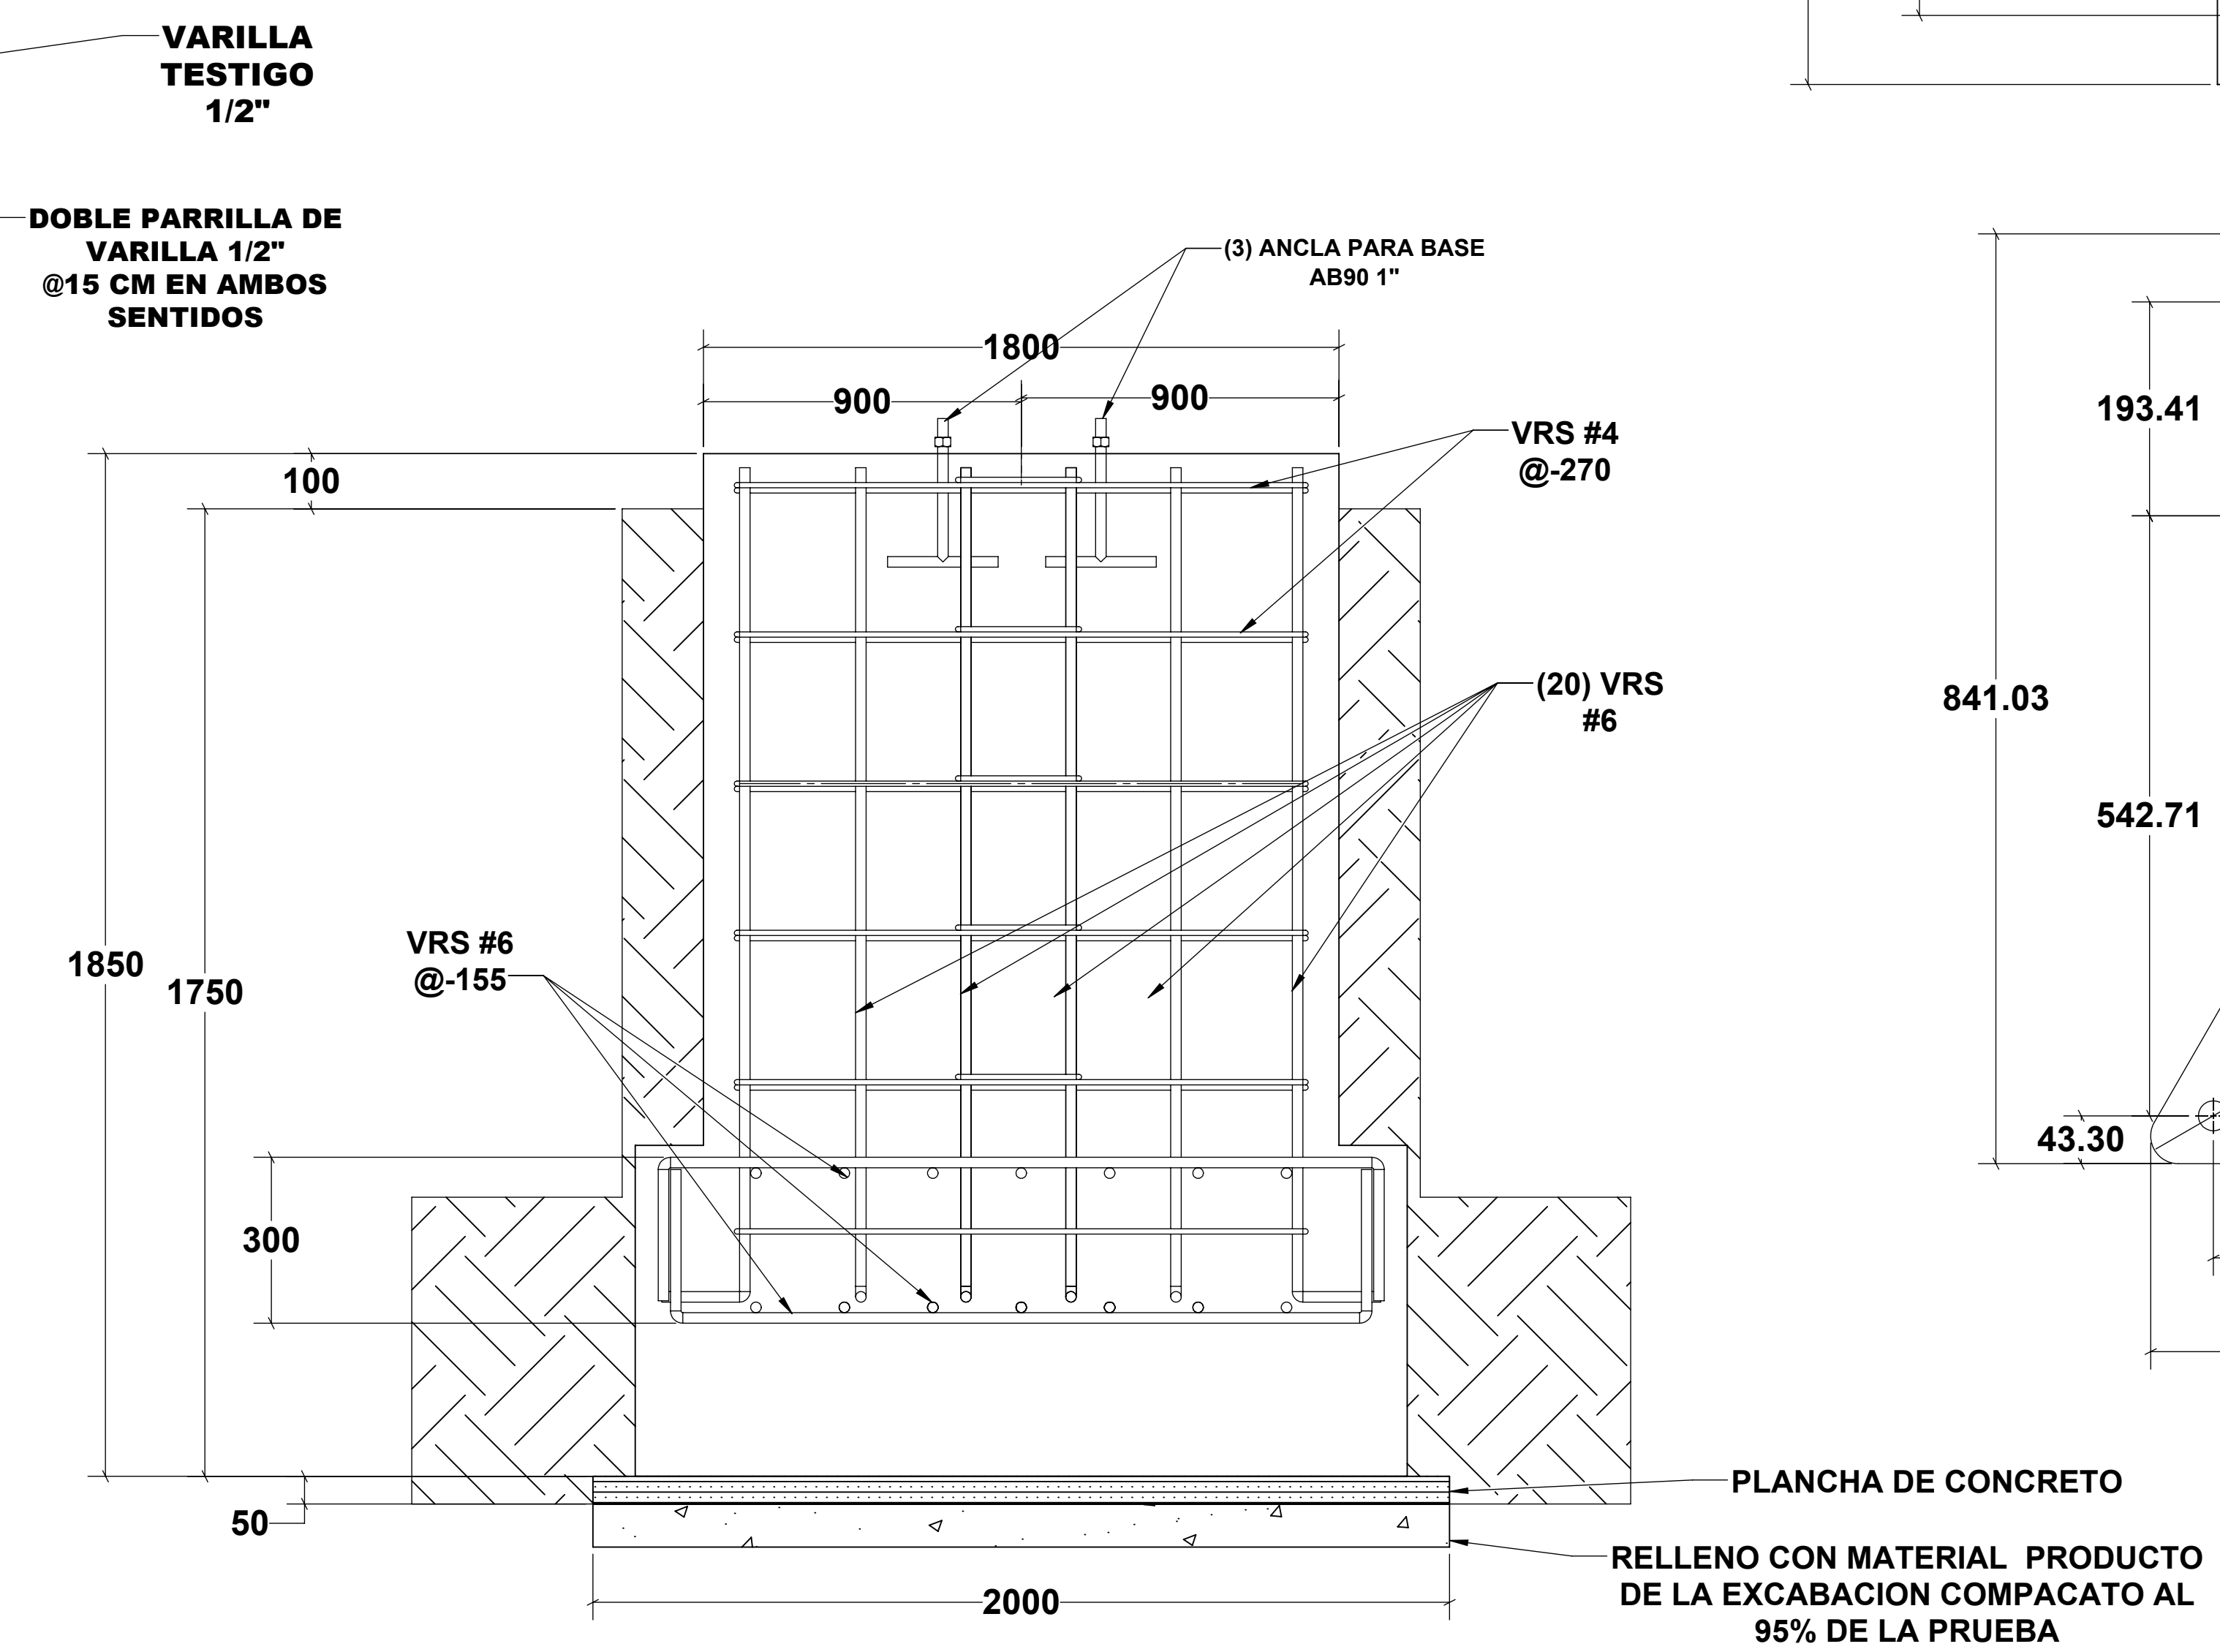 VARILLA
TESTIGO
1/2"
DOBLE PARRILLA DE
VARILLA 1/2"
@15 CM EN AMBOS
SENTIDOS
(3) ANCLA PARA BASE
AB90 1"
1800
900
900
VRS #4
@-270
100
193.41
(20) VRS
#6
841.03
542.71
VRS #6
@-155
1850
1750
43.30
300
50
PLANCHA DE CONCRETO
2000
RELLENO CON MATERIAL PRODUCTO
DE LA EXCABACION COMPACATO AL
95% DE LA PRUEBA